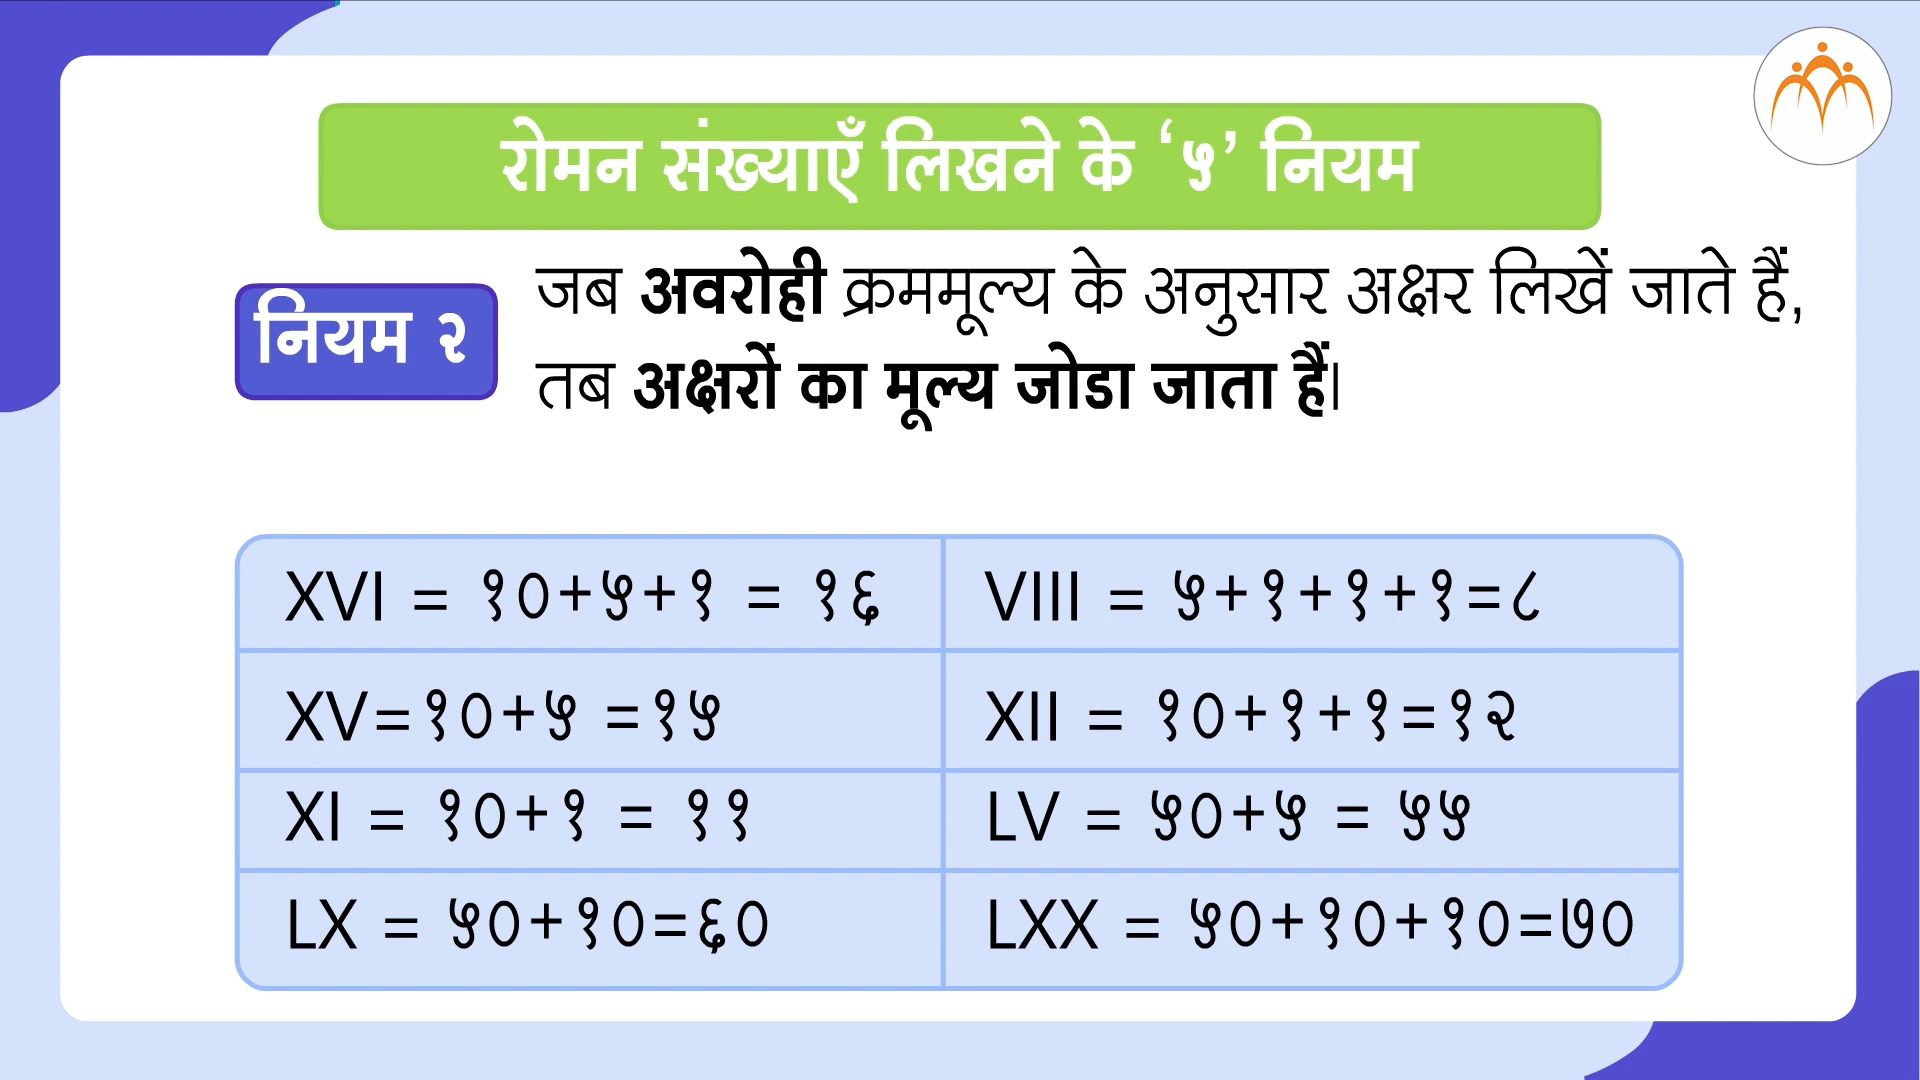 रोमन संख्याएँ लिखने के ‘५’ नियम
नियम २
जब अवरोही क्रममूल्य के अनुसार अक्षर लिखें जाते हैं,
तब अक्षरों का मूल्य जोडा जाता हैं।
XVI = १०+५+१ = १६
VIII = ५+१+१+१=८
XV=१०+५ =१५
XII = १०+१+१=१२
XI = १०+१ = ११
LV = ५०+५ = ५५
LX = ५०+१०=६०
LXX = ५०+१०+१०=७०